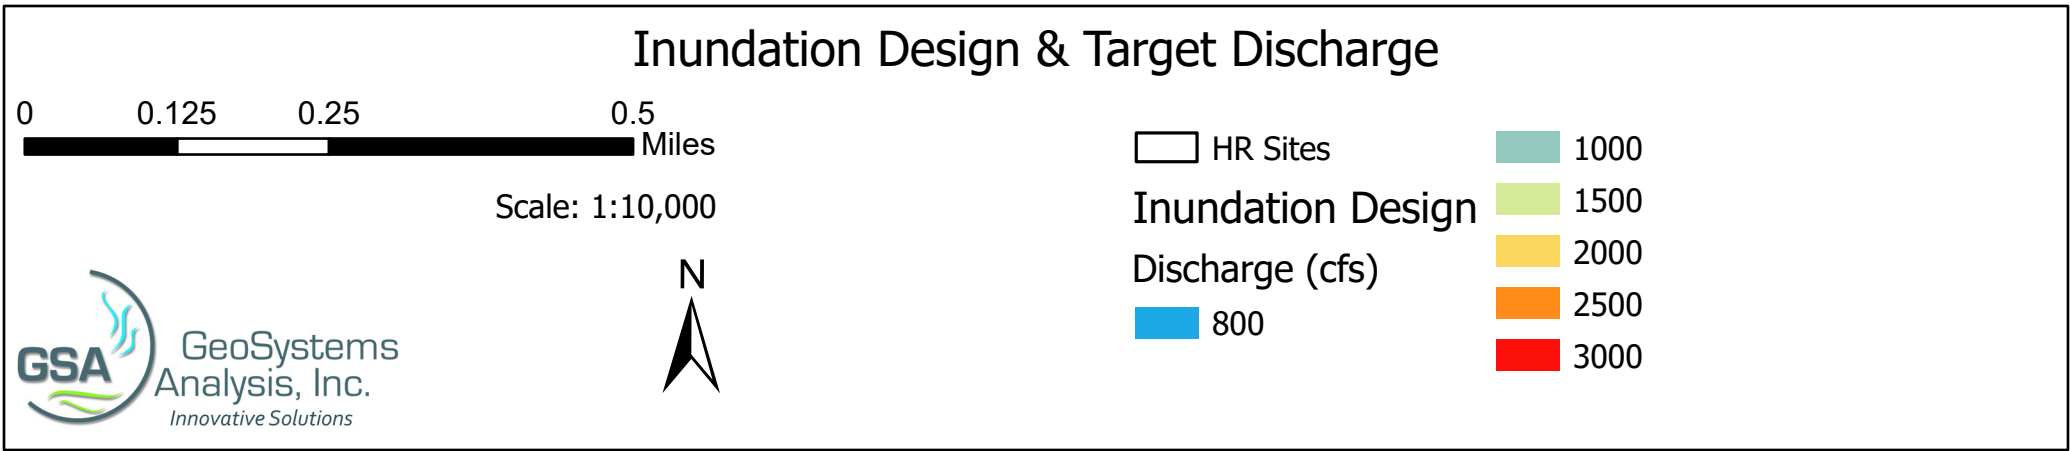 Inundation Design & Target Discharge
0 0.125 0.25 0.5
Miles
Scale: 1:10,000
N
GSA
GeoSystems
Analysis, Inc.
Innovative Solutions
HR Sites
Inundation Design
Discharge (cfs)
800
1000
1500
2000
2500
3000